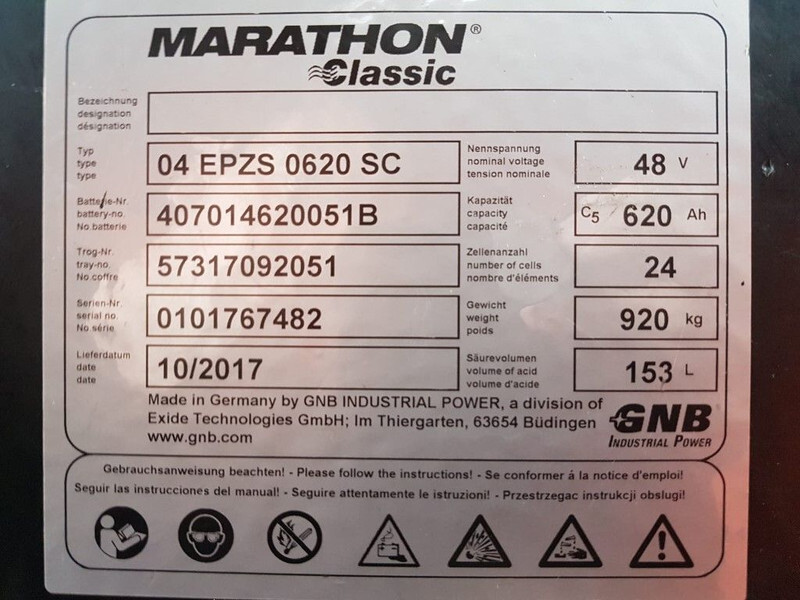 MARATHON®
Classic
Bezeichnung
designation
désignation
Typ
type
type
04 EPZS 0620 SC
Nennspannung
nominal voltage
tension nominale
48 V
Batterie-Nr.
battery-no.
No.batterie
407014620051B
Kapazität
capacity
capacité
C5 620 Ah
Trog-Nr.
tray-no.
No.coffre
57317092051
Zellenanzahl
number of cells
nombre d'éléments
24
Serien-Nr.
serial no.
No.série
0101767482
Gewicht
weight
poids
920 kg
Lieferdatum
date
date
10/2017
Säurevolumen
volume of acid
volume d'acide
153 L
Made in Germany by GNB INDUSTRIAL POWER, a division of
Exide Technologies GmbH; Im Thiergarten, 63654 Büdingen
www.gnb.com
GNB
INDUSTRIAL POWER
Gebrauchsanweisung beachten! - Please follow the instructions! - Se conformer á la notice d'emploi!
Seguir las instrucciones del manual! - Seguire attentamente le istruzioni! - Przestrzegac instrukcji obslugi!